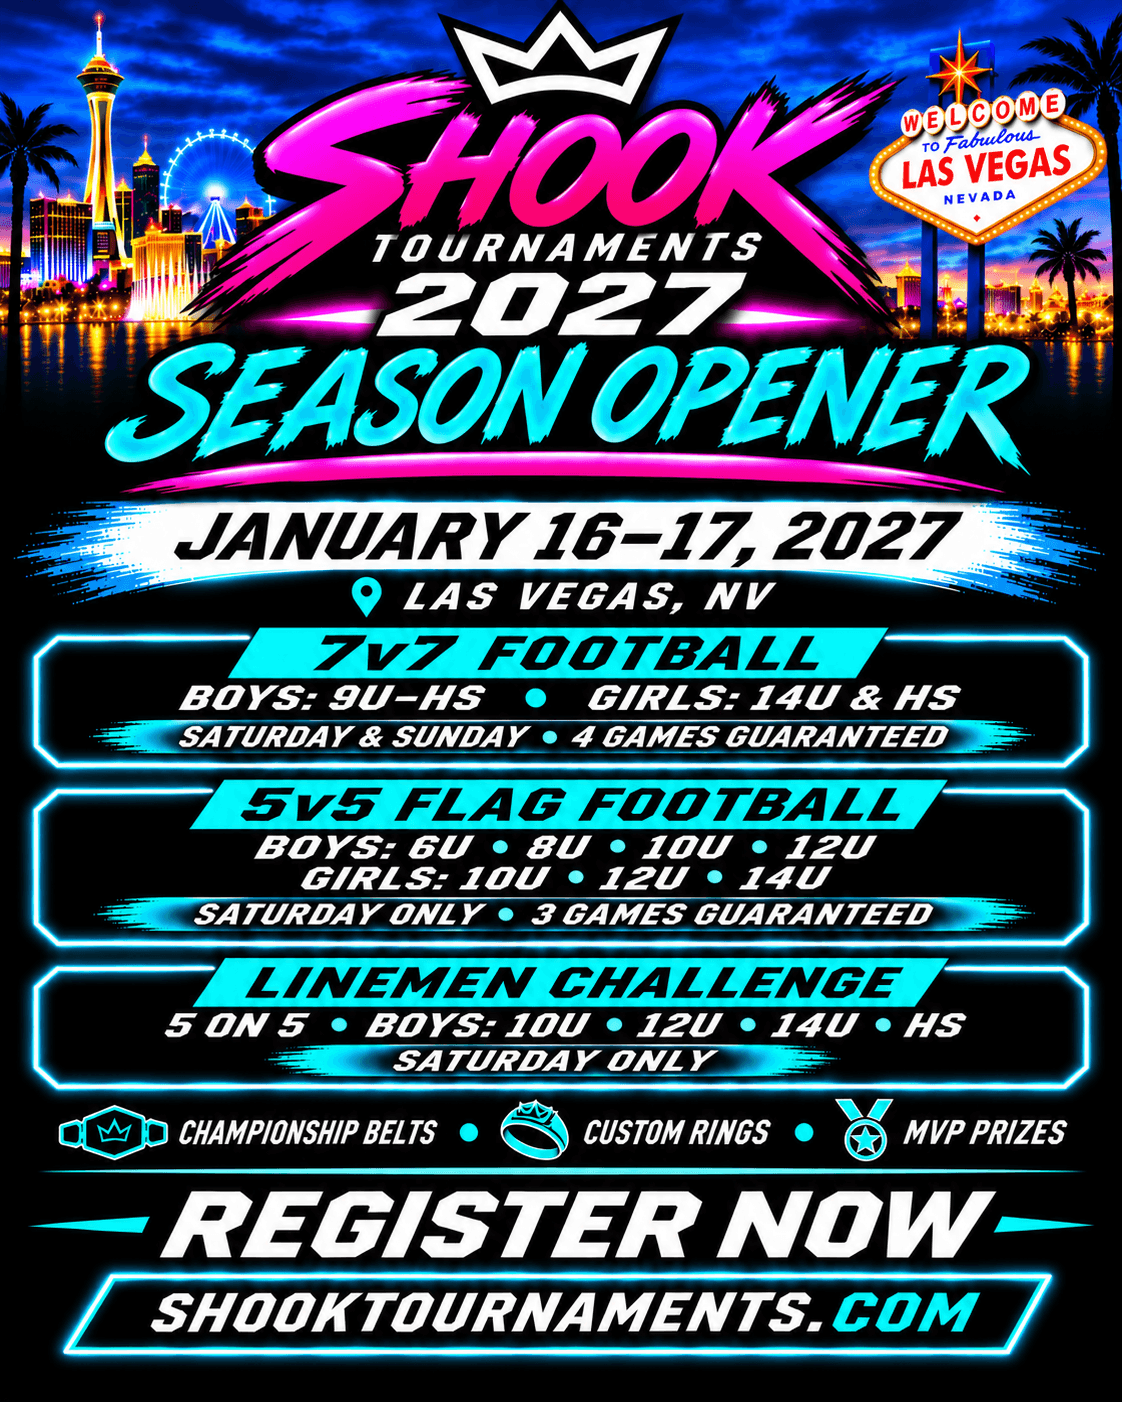 SHOOK
TOURNAMENTS
WELCOME
TO Fabulous
LAS VEGAS
NEVADA
2027
SEASON OPENER
JANUARY 16–17, 2027
LAS VEGAS, NV
7v7 FOOTBALL
BOYS: 9U–HS • GIRLS: 14U & HS
SATURDAY & SUNDAY • 4 GAMES GUARANTEED
5v5 FLAG FOOTBALL
BOYS: 6U • 8U • 10U • 12U
GIRLS: 10U • 12U • 14U
SATURDAY ONLY • 3 GAMES GUARANTEED
LINEMEN CHALLENGE
5 ON 5 • BOYS: 10U • 12U • 14U • HS
SATURDAY ONLY
CHAMPIONSHIP BELTS • CUSTOM RINGS • MVP PRIZES
REGISTER NOW
SHOOKTOURNAMENTS.COM